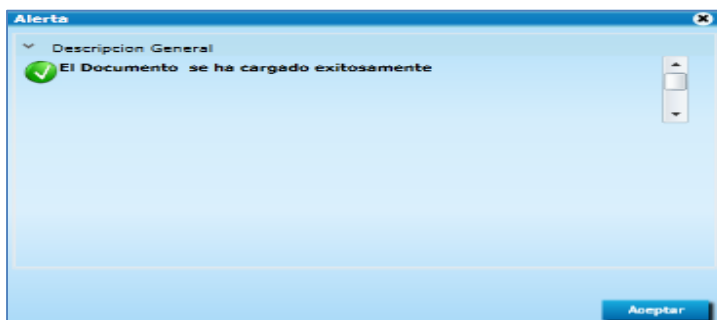 Alerta
Descripcion General
El Documento se ha cargado exitosamente
Aceptar